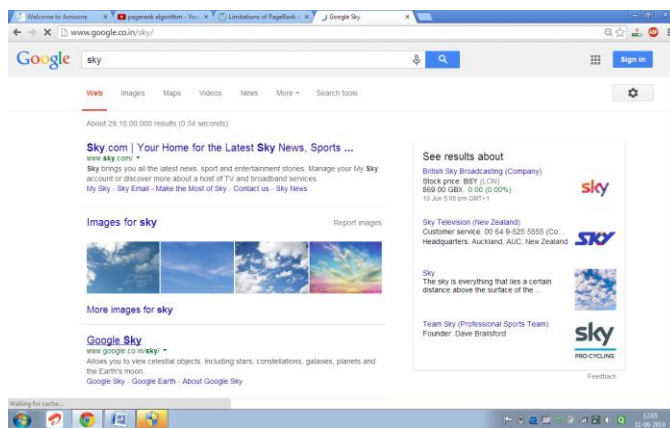 Welcome to Amizone
pagerank algorithm - You
Limitations of PageRank -
Google Sky
www.google.co.in/sky/
Google
sky
Sign in
Web Images Maps Videos News More Search tools
About 29,10,00,000 results (0.34 seconds)
Sky.com | Your Home for the Latest Sky News, Sports ...
www.sky.com/
Sky brings you all the latest news, sport and entertainment stories. Manage your My Sky
account or discover more about a host of TV and broadband services.
My Sky - Sky Email - Make the Most of Sky - Contact us - Sky News
Images for sky
Report images
More images for sky
Google Sky
www.google.co.in/sky/
Allows you to view celestial objects, including stars, constellations, galaxies, planets and
the Earth's moon.
Google Sky - Google Earth - About Google Sky
See results about
British Sky Broadcasting (Company)
Stock price: BSY (LON)
869.00 GBX 0.00 (0.00%)
10 Jun 5:06 pm GMT+1
sky
Sky Television (New Zealand)
Customer service: 00 64 9-525 5555 (Co...
Headquarters: Auckland, AUC, New Zealand
SKY
Sky
The sky is everything that lies a certain
distance above the surface of the ...
Team Sky (Professional Sports Team)
Founder: Dave Brailsford
sky
PRO CYCLING
Feedback
Waiting for cache...
12:05
11-06-2014